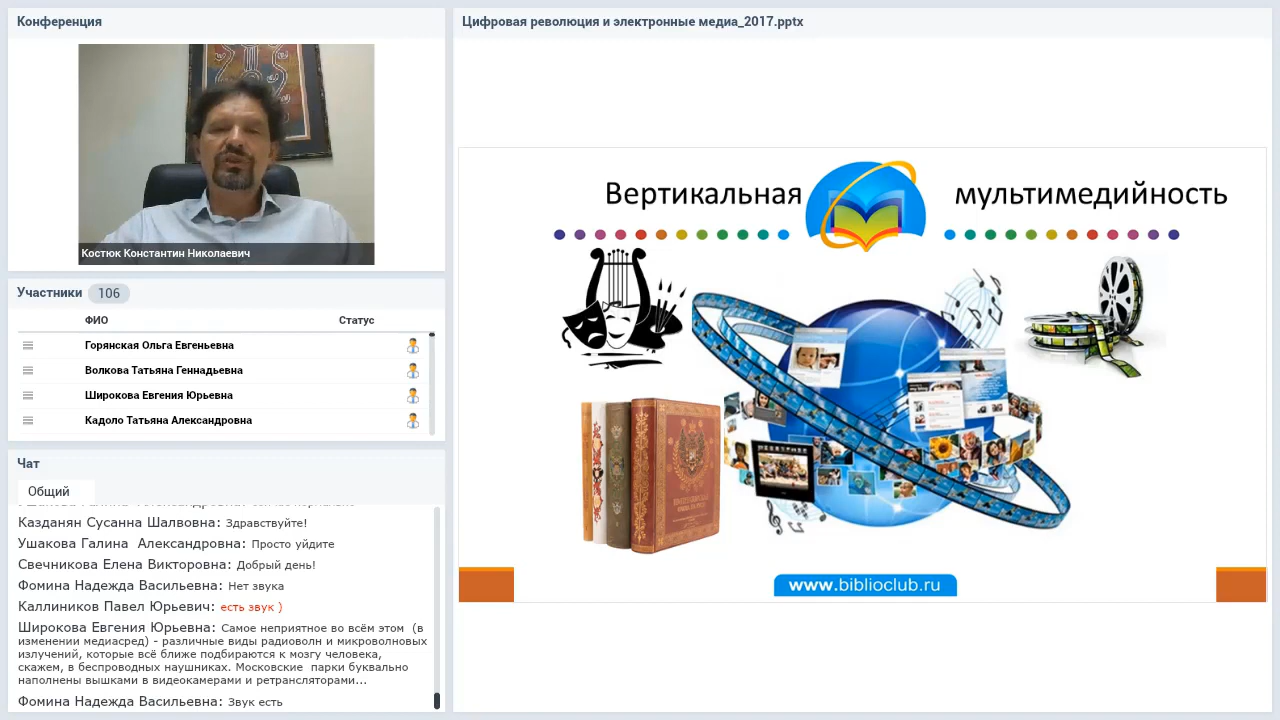 Конференция
Костюк Константин Николаевич
Участники 106
ФИО Статус
Горянская Ольга Евгеньевна
Волкова Татьяна Геннадьевна
Широкова Евгения Юрьевна
Кадоло Татьяна Александровна
Чат
Общий
Казданян Сусанна Шалвовна: Здравствуйте!
Ушакова Галина  Александровна: Просто уйдите
Свечникова Елена Викторовна: Добрый день!
Фомина Надежда Васильевна: Нет звука
Каллиников Павел Юрьевич: есть звук )
Широкова Евгения Юрьевна: Самое неприятное во всём этом  (в
изменении медиасред) - различные виды радиоволн и микроволновых
излучений, которые всё ближе подбираются к мозгу человека,
скажем, в беспроводных наушниках. Московские  парки буквально
наполнены вышками в видеокамерами и ретрансляторами...
Фомина Надежда Васильевна: Звук есть
Цифровая революция и электронные медиа_2017.pptx
Вертикальная мультимедийность
www.biblioclub.ru